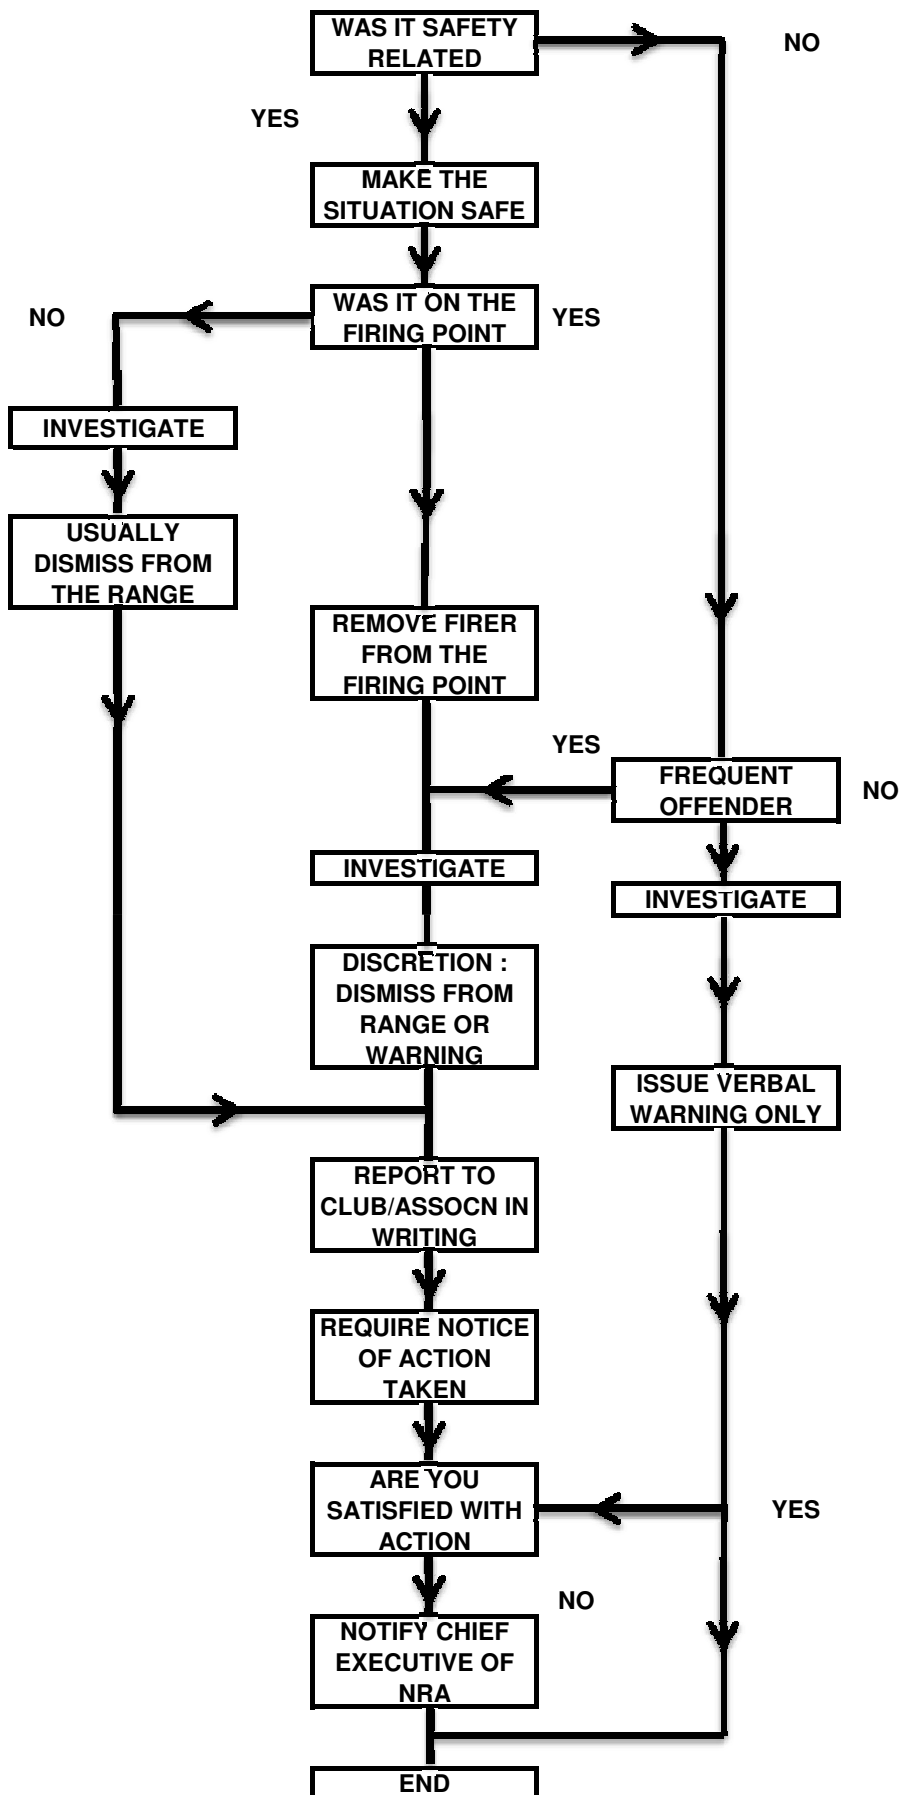 WAS IT SAFETY
RELATED
NO
YES
MAKE THE
SITUATION SAFE
NO
WAS IT ON THE
FIRING POINT
YES
INVESTIGATE
USUALLY
DISMISS FROM
THE RANGE
REMOVE FIRER
FROM THE
FIRING POINT
YES
FREQUENT
OFFENDER
NO
INVESTIGATE
INVESTIGATE
DISCRETION :
DISMISS FROM
RANGE OR
WARNING
ISSUE VERBAL
WARNING ONLY
REPORT TO
CLUB/ASSOCN IN
WRITING
REQUIRE NOTICE
OF ACTION
TAKEN
ARE YOU
SATISFIED WITH
ACTION
YES
NO
NOTIFY CHIEF
EXECUTIVE OF
NRA
END